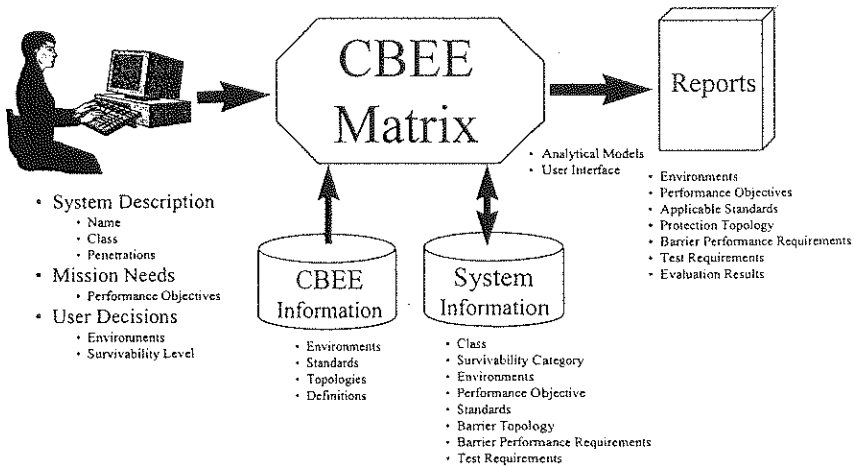 CBEE
Matrix
Reports
• Analytical Models
• User Interface
• System Description
• Name
• Class
• Penetrations
• Mission Needs
• Performance Objectives
• User Decisions
• Environments
• Survivability Level
CBEE
Information
• Environments
• Standards
• Topologies
• Definitions
System
Information
• Class
• Survivability Category
• Environments
• Performance Objective
• Standards
• Barrier Topology
• Barrier Performance Requirements
• Test Requirements
• Environments
• Performance Objectives
• Applicable Standards
• Protection Topology
• Barrier Performance Requirements
• Test Requirements
• Evaluation Results